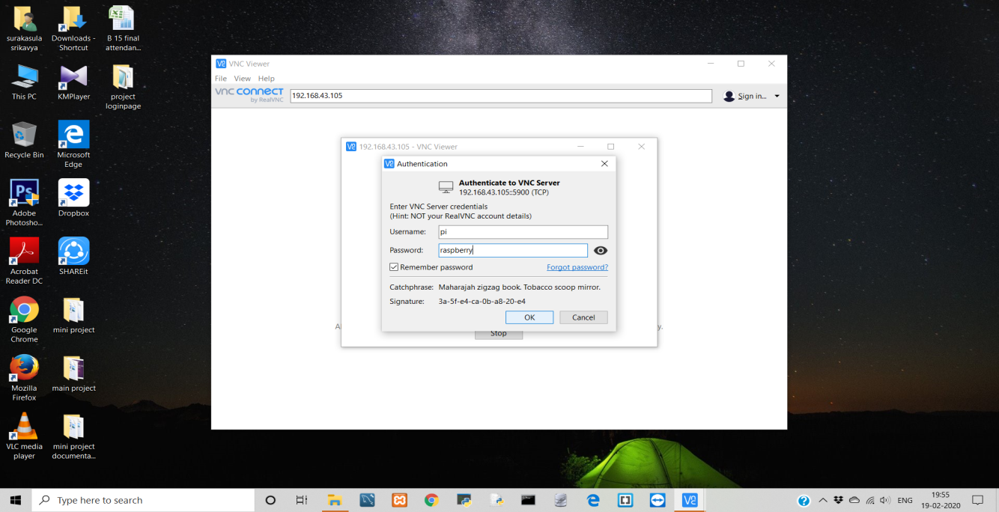 surakasula
srikavya
Downloads -
Shortcut
B 15 final
attendan...
This PC
KMPlayer
project
loginpage
Recycle Bin
Microsoft
Edge
Adobe
Photosho...
Dropbox
Acrobat
Reader DC
SHAREit
Google
Chrome
mini project
Mozilla
Firefox
main project
VLC media
player
mini project
documenta...
VNC Viewer
File View Help
vnc connect
by RealVNC
192.168.43.105
Sign in...
192.168.43.105 - VNC Viewer
Authentication
Authenticate to VNC Server
192.168.43.105::5900 (TCP)
Enter VNC Server credentials
(Hint: NOT your RealVNC account details)
Username: pi
Password: raspberry
Remember password Forgot password?
Catchphrase: Maharajah zigzag book. Tobacco scoop mirror.
Signature: 3a-5f-e4-ca-0b-a8-20-e4
OK Cancel
Stop
Type here to search
ENG
19:55
19-02-2020